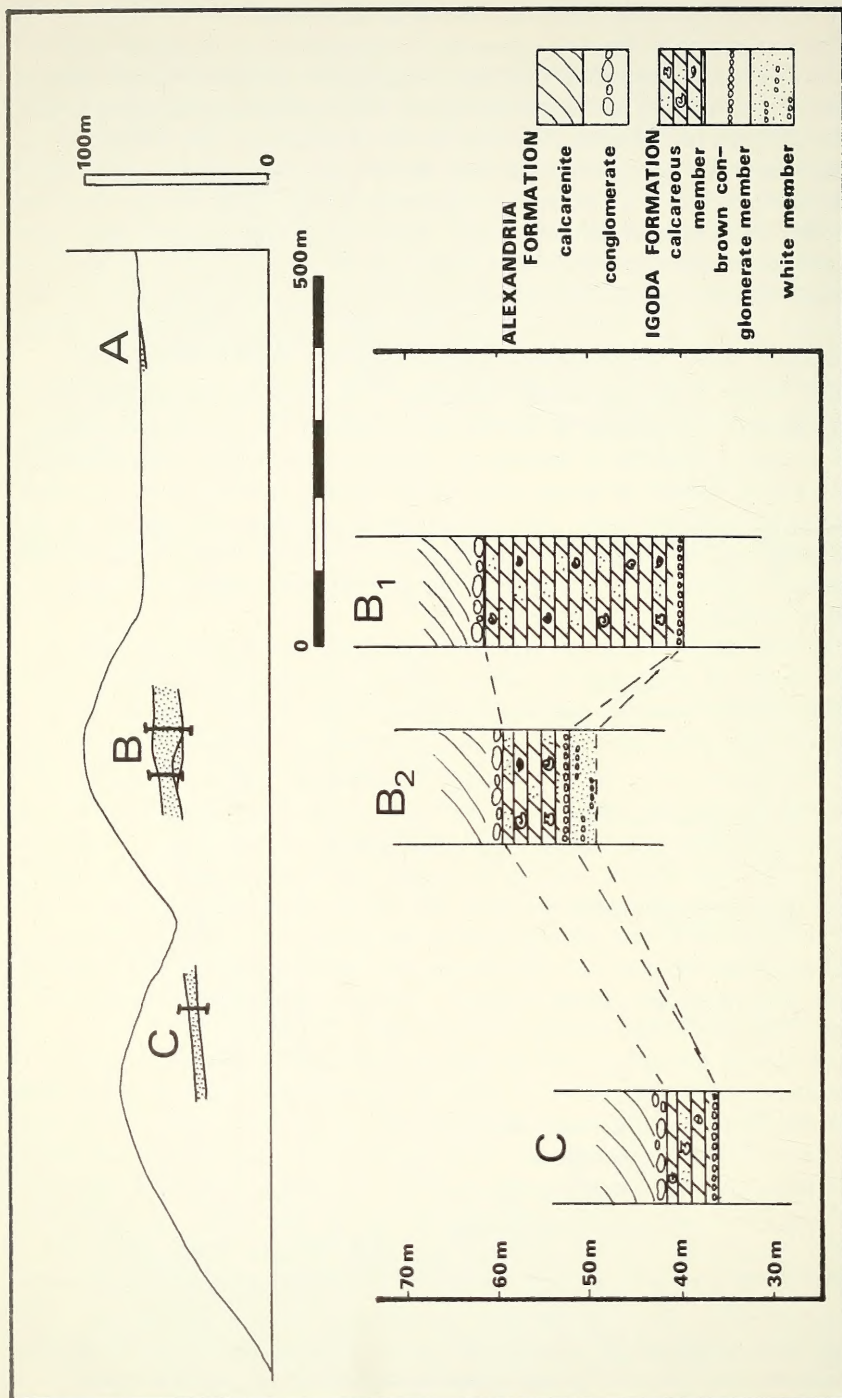 C
B
A
100m
0
0
500m
70m
60m
50m
40m
30m
C
B₂
B₁
ALEXANDRIA
FORMATION
calcarenite
conglomerate
IGODA FORMATION
calcareous
member
brown con-
glomerate member
white member